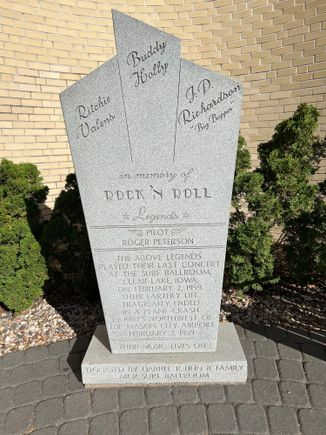 Ritchie
Valens
Buddy
Holly
J.P.
Richardson
"Big Bopper"
in memory of
ROCK 'N ROLL
Legends
PILOT
ROGER PETERSON
THE ABOVE LEGENDS
PLAYED THEIR LAST CONCERT
AT THE SURF BALLROOM,
CLEAR LAKE, IOWA,
ON FEBRUARY 2, 1959.
THEIR EARTHLY LIFE
TRAGICALLY ENDED
IN A PLANE CRASH
MILES NORTHWEST OF
THE MASON CITY AIRPORT
FEBRUARY 3, 1959
THEIR MUSIC LIVES ON
DONATED BY DARREL R. HEIN & FAMILY
MGR. SURF BALLROOM